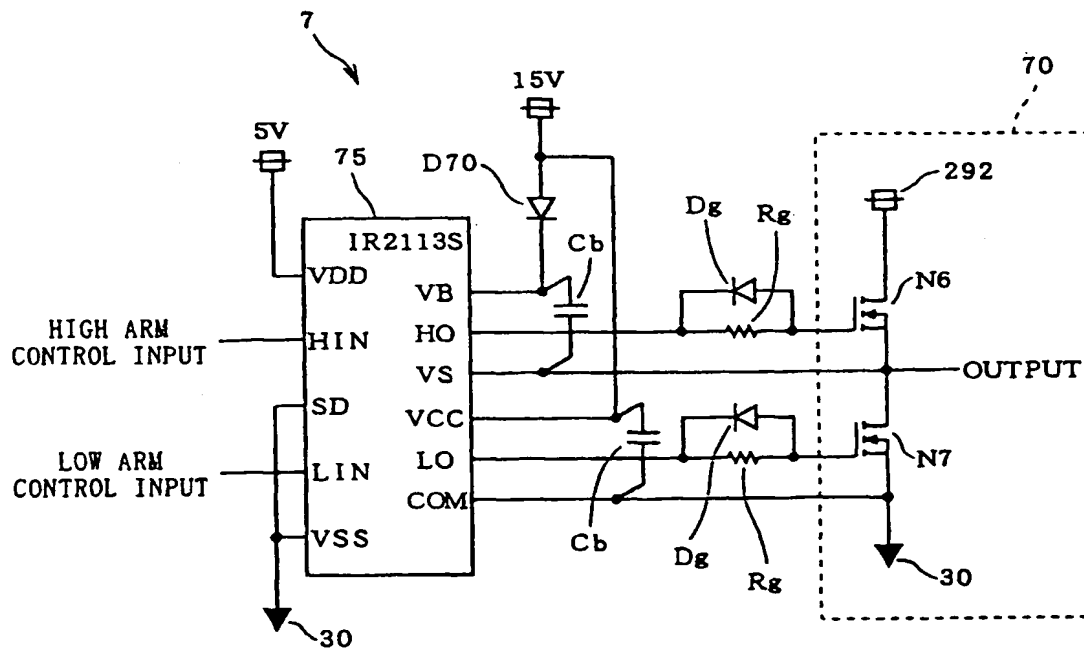 7
70
15V
5V
75
D70
292
Dg
Rg
IR2113S
Cb
N6
VDD
VB
HIGH ARM
CONTROL INPUT
HIN
HO
VS
OUTPUT
SD
VCC
LOW ARM
CONTROL INPUT
LIN
LO
N7
COM
VSS
Cb
Dg
Rg
30
30